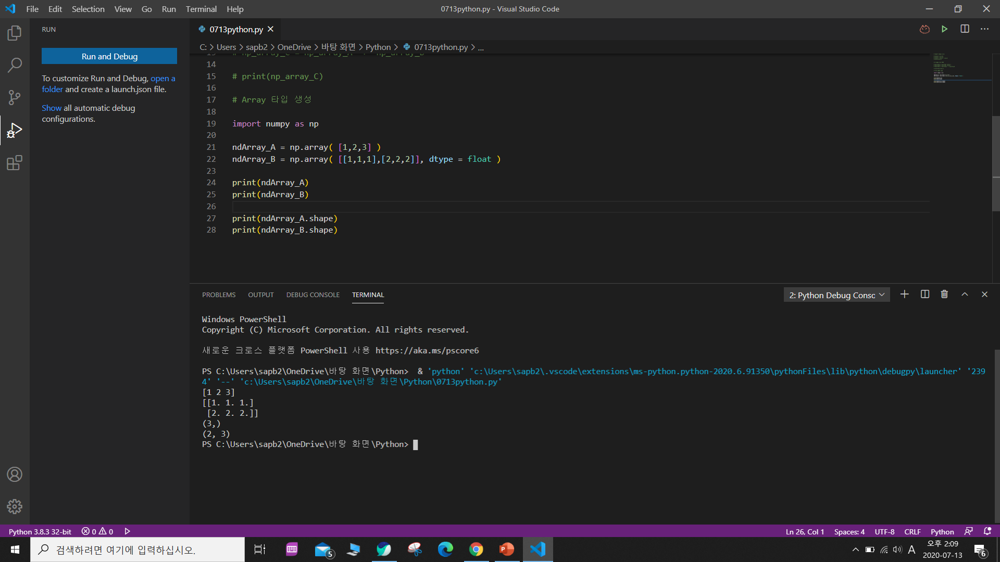 File Edit Selection View Go Run Terminal Help
0713python.py - Visual Studio Code
RUN
Run and Debug
To customize Run and Debug, open a
folder and create a launch.json file.
Show all automatic debug
configurations.
0713python.py
C: > Users > sapb2 > OneDrive > 바탕 화면 > Python > 0713python.py > ...
14
15 # print(np_array_C)
16
17 # Array 타입 생성
18
19 import numpy as np
20
21 ndArray_A = np.array( [1,2,3] )
22 ndArray_B = np.array( [[1,1,1],[2,2,2]], dtype = float )
23
24 print(ndArray_A)
25 print(ndArray_B)
26
27 print(ndArray_A.shape)
28 print(ndArray_B.shape)
PROBLEMS OUTPUT DEBUG CONSOLE TERMINAL
2: Python Debug Consc
Windows PowerShell
Copyright (C) Microsoft Corporation. All rights reserved.
새로운 크로스 플랫폼 PowerShell 사용 https://aka.ms/pscore6
PS C:\Users\sapb2\OneDrive\바탕 화면\Python>  & 'python' 'c:\Users\sapb2\.vscode\extensions\ms-python.python-2020.6.91350\pythonFiles\lib\python\debugpy\launcher' '239
4' '--' 'c:\Users\sapb2\OneDrive\바탕 화면\Python\0713python.py'
[1 2 3]
[[1. 1. 1.]
 [2. 2. 2.]]
(3,)
(2, 3)
PS C:\Users\sapb2\OneDrive\바탕 화면\Python>
Python 3.8.3 32-bit 0 0
Ln 26, Col 1 Spaces: 4 UTF-8 CRLF Python
검색하려면 여기에 입력하십시오.
5
A
오후 2:09
2020-07-13
6